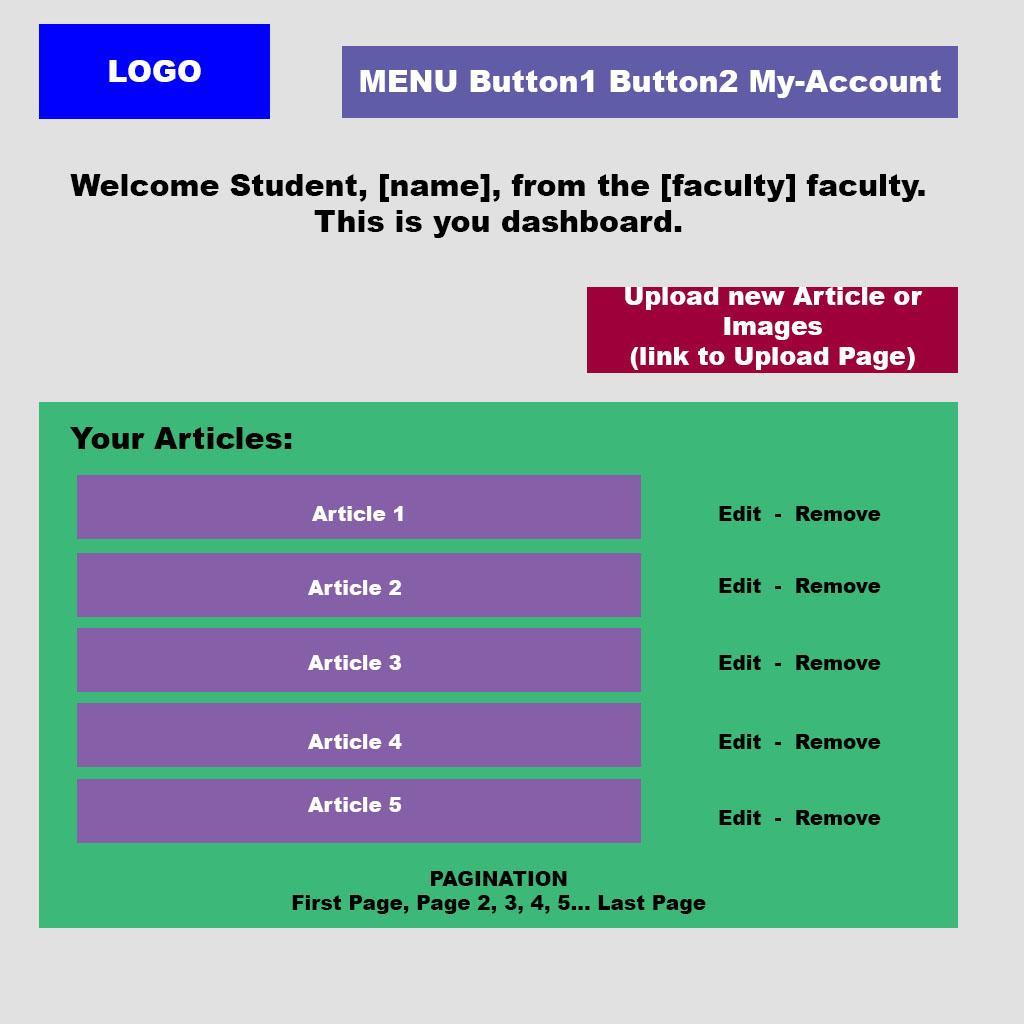 LOGO
MENU Button1 Button2 My-Account
Welcome Student, [name], from the [faculty] faculty.
This is you dashboard.
Upload new Article or
Images
(link to Upload Page)
Your Articles:
Article 1
Edit - Remove
Article 2
Edit - Remove
Article 3
Edit - Remove
Article 4
Edit - Remove
Article 5
Edit - Remove
PAGINATION
First Page, Page 2, 3, 4, 5... Last Page